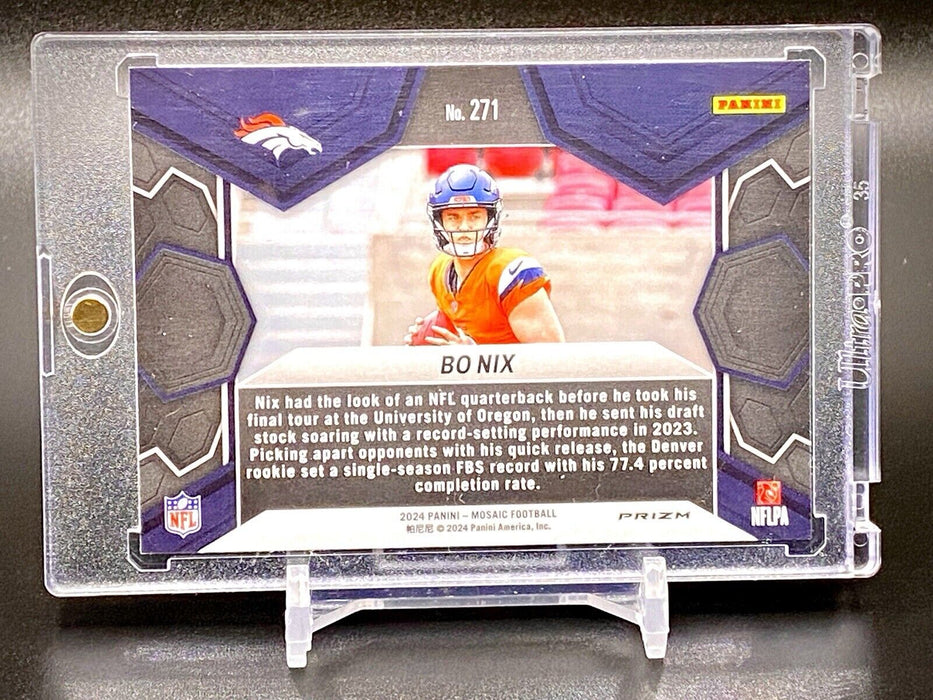 No. 271
PANINI
BO NIX
Nix had the look of an NFL quarterback before he took his
final tour at the University of Oregon, then he sent his draft
stock soaring with a record-setting performance in 2023.
Picking apart opponents with his quick release, the Denver
rookie set a single-season FBS record with his 77.4 percent
completion rate.
2024 PANINI – MOSAIC FOOTBALL
帕尼尼 © 2024 Panini America, Inc.
PRIZM
NFL
NFLPA
UltraPRO® 35